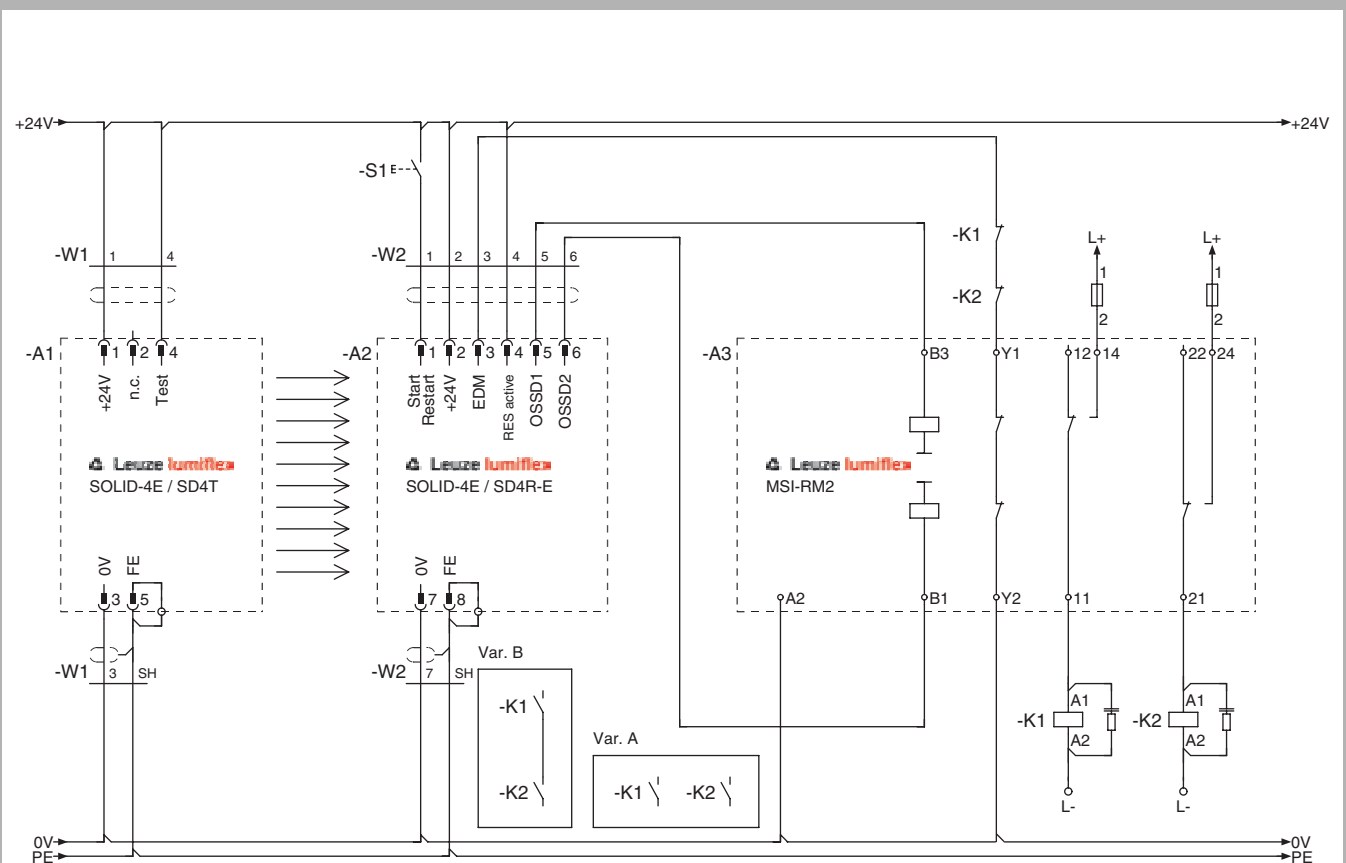 +24V +24V
-S1
-K1
L+ L+
-W1 1 4 -W2 1 2 3 4 5 6
1 1
-K2
2 2
-A1 1 2 4 -A2 1 2 3 4 5 6 -A3 B3 Y1 12 14 22 24
+24V n.c. Test
Start Restart +24V EDM RES active OSSD1 OSSD2
Leuze lumiflex Leuze lumiflex Leuze lumiflex
SOLID-4E / SD4T SOLID-4E / SD4R-E MSI-RM2
0V FE 0V FE
3 5 7 8 A2 B1 Y2 11 21
-W1 3 SH -W2 7 SH
Var. B
-K1
-K2
Var. A
-K1 -K2
-K1 A1 A2 -K2 A1 A2
L- L-
0V 0V
PE PE